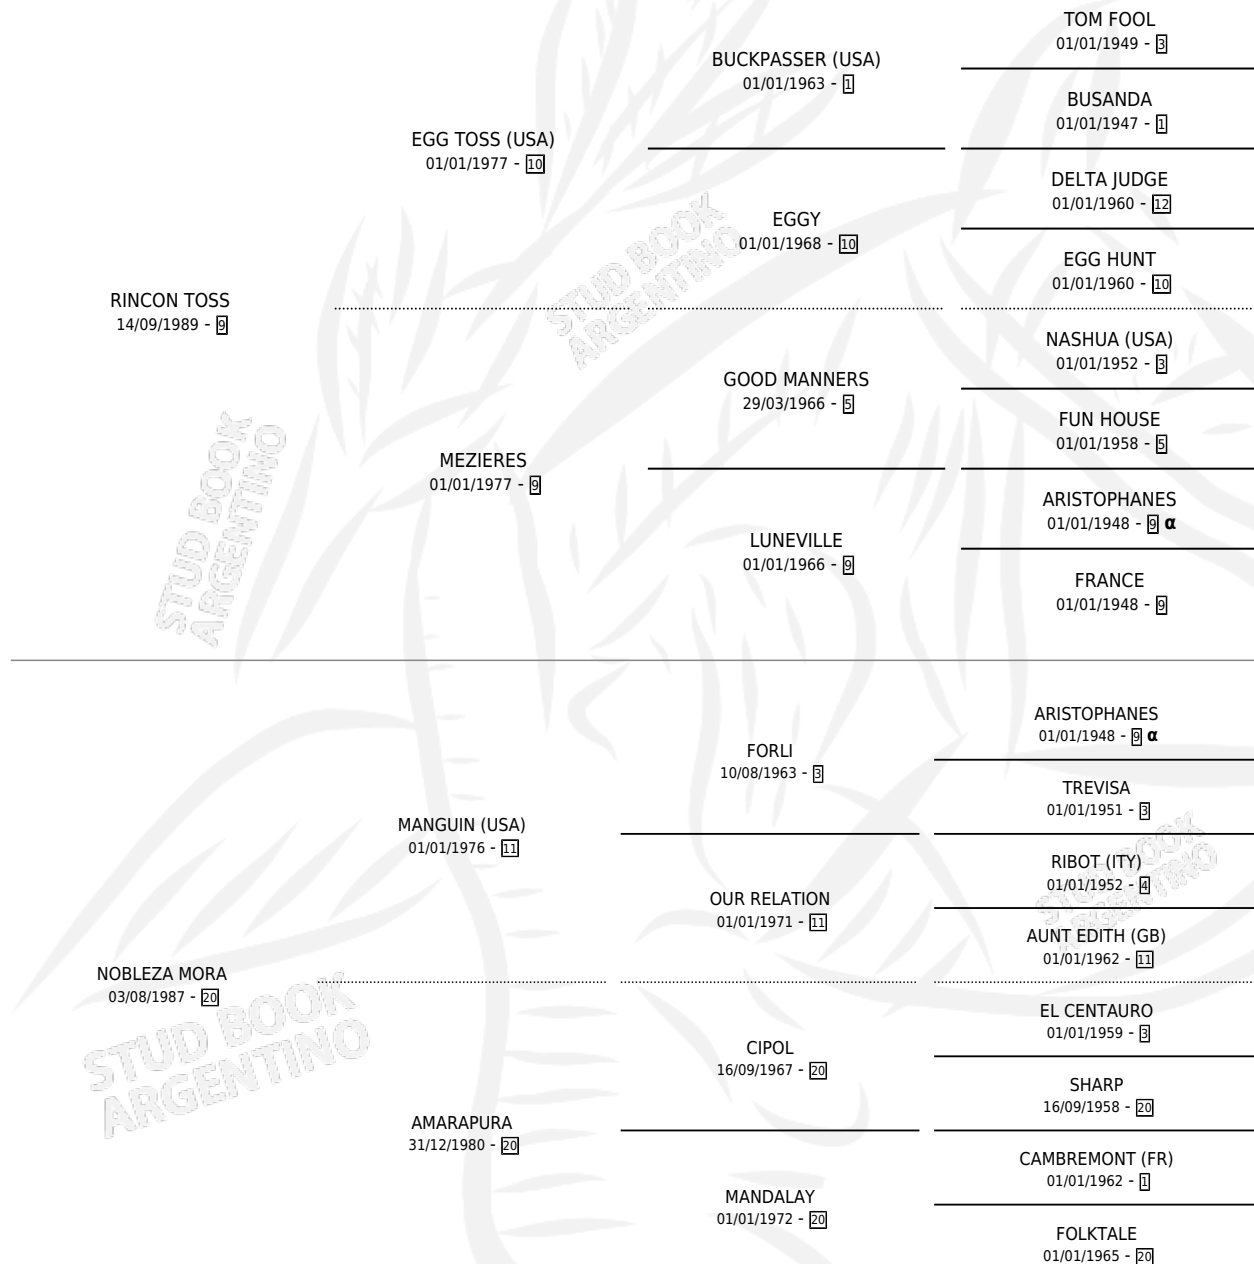 TOM FOOL
01/01/1949 - 3
BUCKPASSER (USA)
01/01/1963 - 1
BUSANDA
01/01/1947 - 1
EGG TOSS (USA)
01/01/1977 - 10
DELTA JUDGE
01/01/1960 - 12
EGGY
01/01/1968 - 10
EGG HUNT
01/01/1960 - 10
RINCON TOSS
14/09/1989 - 9
NASHUA (USA)
01/01/1952 - 3
GOOD MANNERS
29/03/1966 - 5
FUN HOUSE
01/01/1958 - 5
MEZIERES
01/01/1977 - 9
ARISTOPHANES
01/01/1948 - 9 α
LUNEVILLE
01/01/1966 - 9
FRANCE
01/01/1948 - 9
STUD BOOK
ARGENTINO
STUD BOOK
ARGENTINO
ARISTOPHANES
01/01/1948 - 9 α
FORLI
10/08/1963 - 3
TREVISA
01/01/1951 - 3
MANGUIN (USA)
01/01/1976 - 11
RIBOT (ITY)
01/01/1952 - 4
OUR RELATION
01/01/1971 - 11
AUNT EDITH (GB)
01/01/1962 - 11
NOBLEZA MORA
03/08/1987 - 20
EL CENTAURO
01/01/1959 - 3
CIPOL
16/09/1967 - 20
SHARP
16/09/1958 - 20
AMARAPURA
31/12/1980 - 20
CAMBREMONT (FR)
01/01/1962 - 1
MANDALAY
01/01/1972 - 20
FOLKTALE
01/01/1965 - 20
STUD BOOK
ARGENTINO
STUD BOOK
ARGENTINO